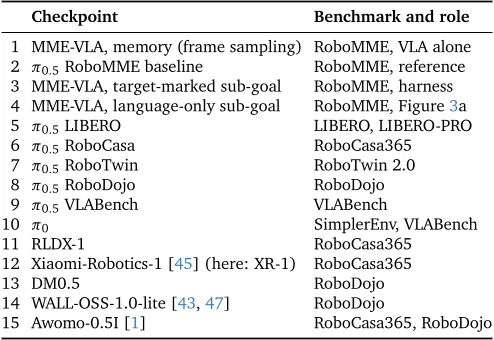 Checkpoint Benchmark and role
1 MME-VLA, memory (frame sampling) RoboMME, VLA alone
2 π0.5 RoboMME baseline RoboMME, reference
3 MME-VLA, target-marked sub-goal RoboMME, harness
4 MME-VLA, language-only sub-goal RoboMME, Figure 3a
5 π0.5 LIBERO LIBERO, LIBERO-PRO
6 π0.5 RoboCasa RoboCasa365
7 π0.5 RoboTwin RoboTwin 2.0
8 π0.5 RoboDojo RoboDojo
9 π0.5 VLABench VLABench
10 π0 SimplerEnv, VLABench
11 RLDX-1 RoboCasa365
12 Xiaomi-Robotics-1 [45] (here: XR-1) RoboCasa365
13 DM0.5 RoboDojo
14 WALL-OSS-1.0-lite [43, 47] RoboDojo
15 Awomo-0.5I [1] RoboCasa365, RoboDojo